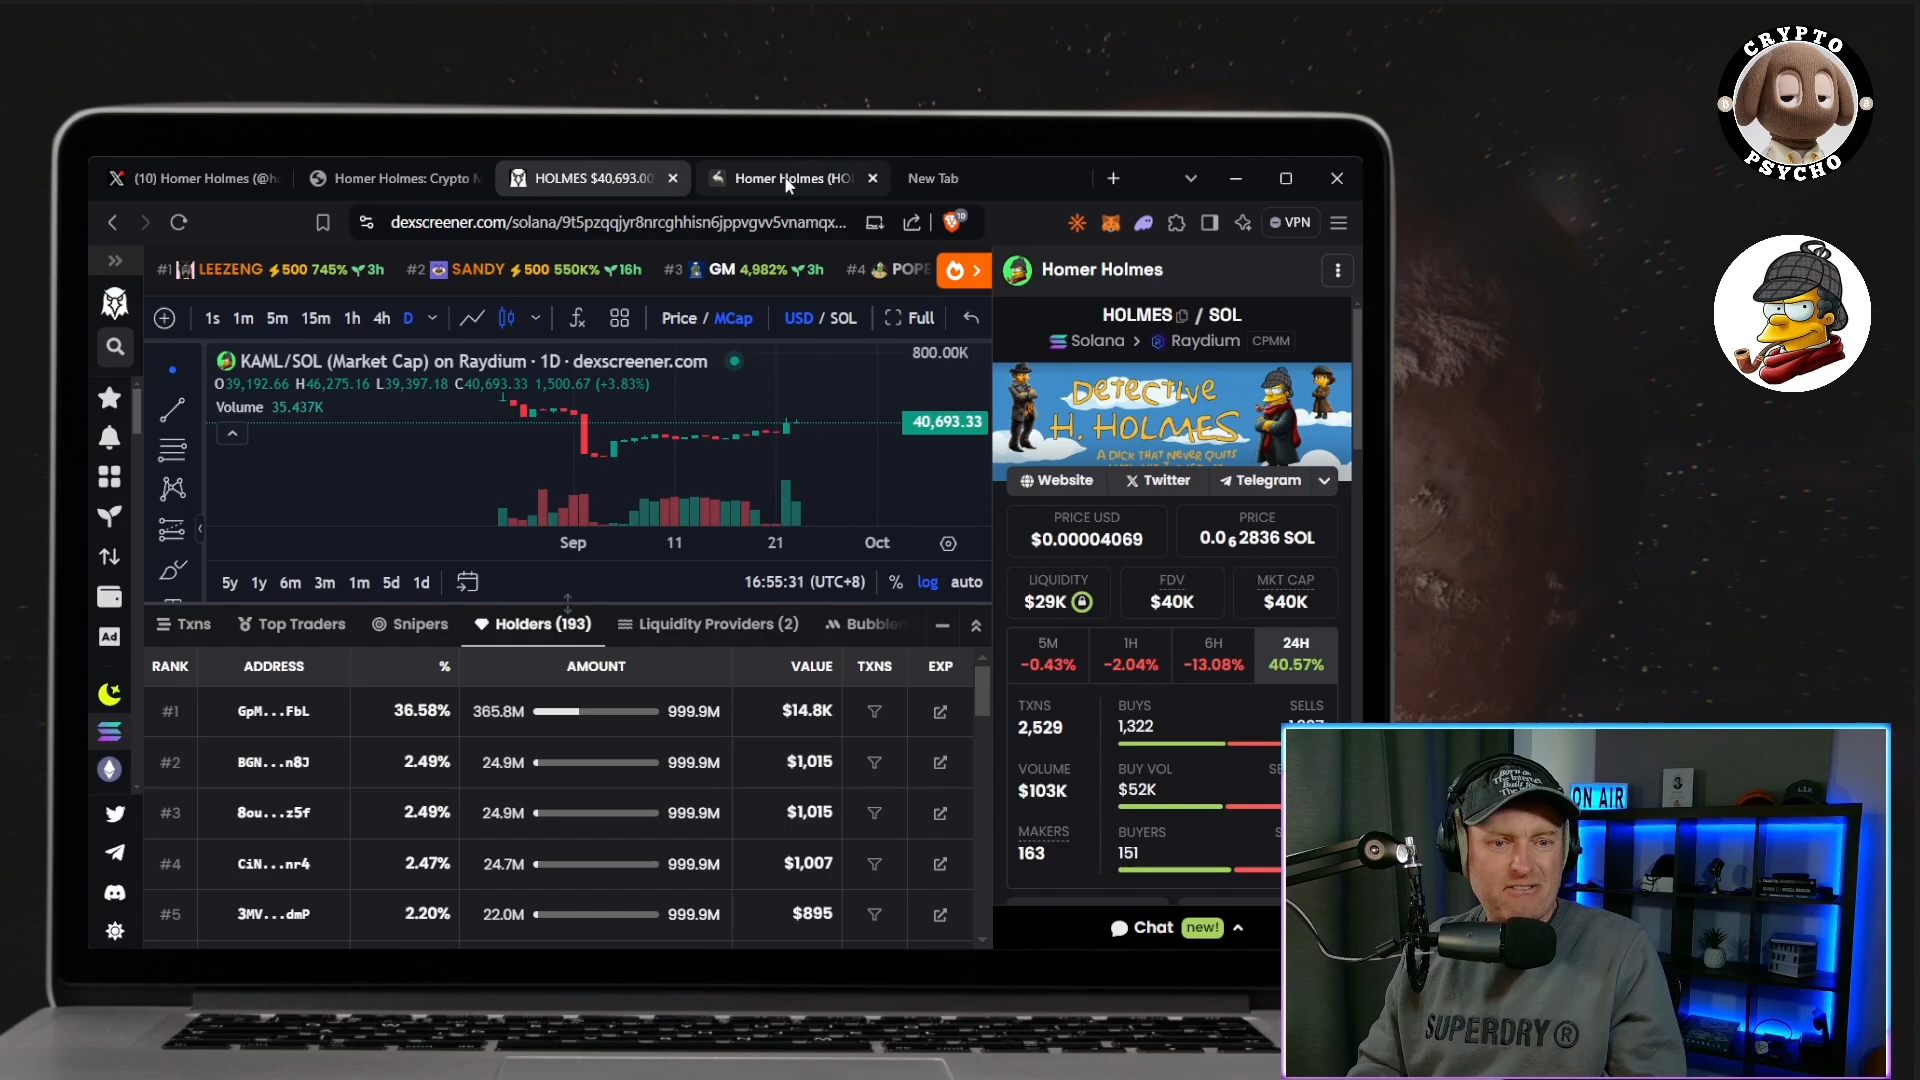 CRYPTO
PSYCHO
(10) Homer Holmes (@h
Homer Holmes: Crypto
HOLMES $40,693.00
Homer Holmes (HO
New Tab
dexscreener.com/solana/9t5pzqqjyr8nrcghhisn6jppvgvv5vnamqx...
10
VPN
#1 LEEZENG 500 745% 3h
#2 SANDY 500 550K% 16h
#3 GM 4,982% 3h
#4 POPE
Homer Holmes
1s 1m 5m 15m 1h 4h D
Price / MCap
USD / SOL
Full
HOLMES / SOL
Solana > Raydium CPMM
KAML/SOL (Market Cap) on Raydium · 1D · dexscreener.com
O39,192.66 H46,275.16 L39,397.18 C40,693.33 1,500.67 (+3.83%)
Volume 35.437K
800.00K
40,693.33
Sep 11 21 Oct
DETECTIVE
H. HOLMES
A DICK THAT NEVER QUITS
Website
Twitter
Telegram
PRICE USD
$0.00004069
PRICE
0.0₆2836 SOL
5y 1y 6m 3m 1m 5d 1d
16:55:31 (UTC+8)
% log auto
LIQUIDITY
$29K
FDV
$40K
MKT CAP
$40K
Txns
Top Traders
Snipers
Holders (193)
Liquidity Providers (2)
5M
-0.43%
1H
-2.04%
6H
-13.08%
24H
40.57%
Ad
RANK ADDRESS % AMOUNT VALUE TXNS EXP
#1 GpM...FbL 36.58% 365.8M 999.9M $14.8K
#2 BGN...n8J 2.49% 24.9M 999.9M $1,015
#3 8ou...z5f 2.49% 24.9M 999.9M $1,015
#4 CiN...nr4 2.47% 24.7M 999.9M $1,007
#5 3MV...dmP 2.20% 22.0M 999.9M $895
TXNS
2,529
BUYS
1,322
SELLS
VOLUME
$103K
BUY VOL
$52K
MAKERS
163
BUYERS
151
Chat new!
ON AIR
SUPERDRY®